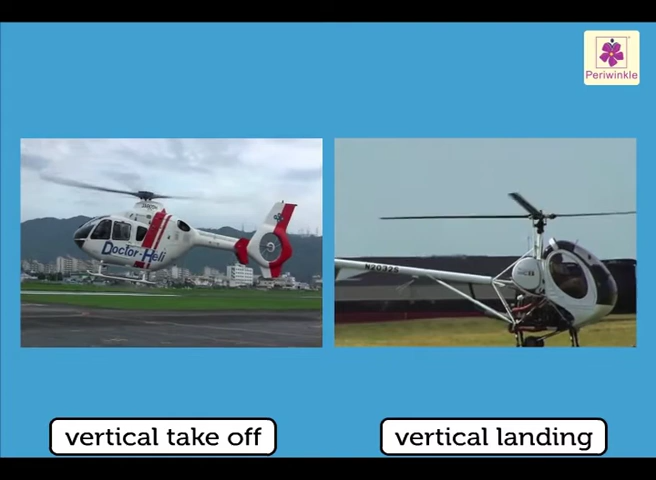 Periwinkle
Doctor-Heli
N2032S
vertical take off
vertical landing